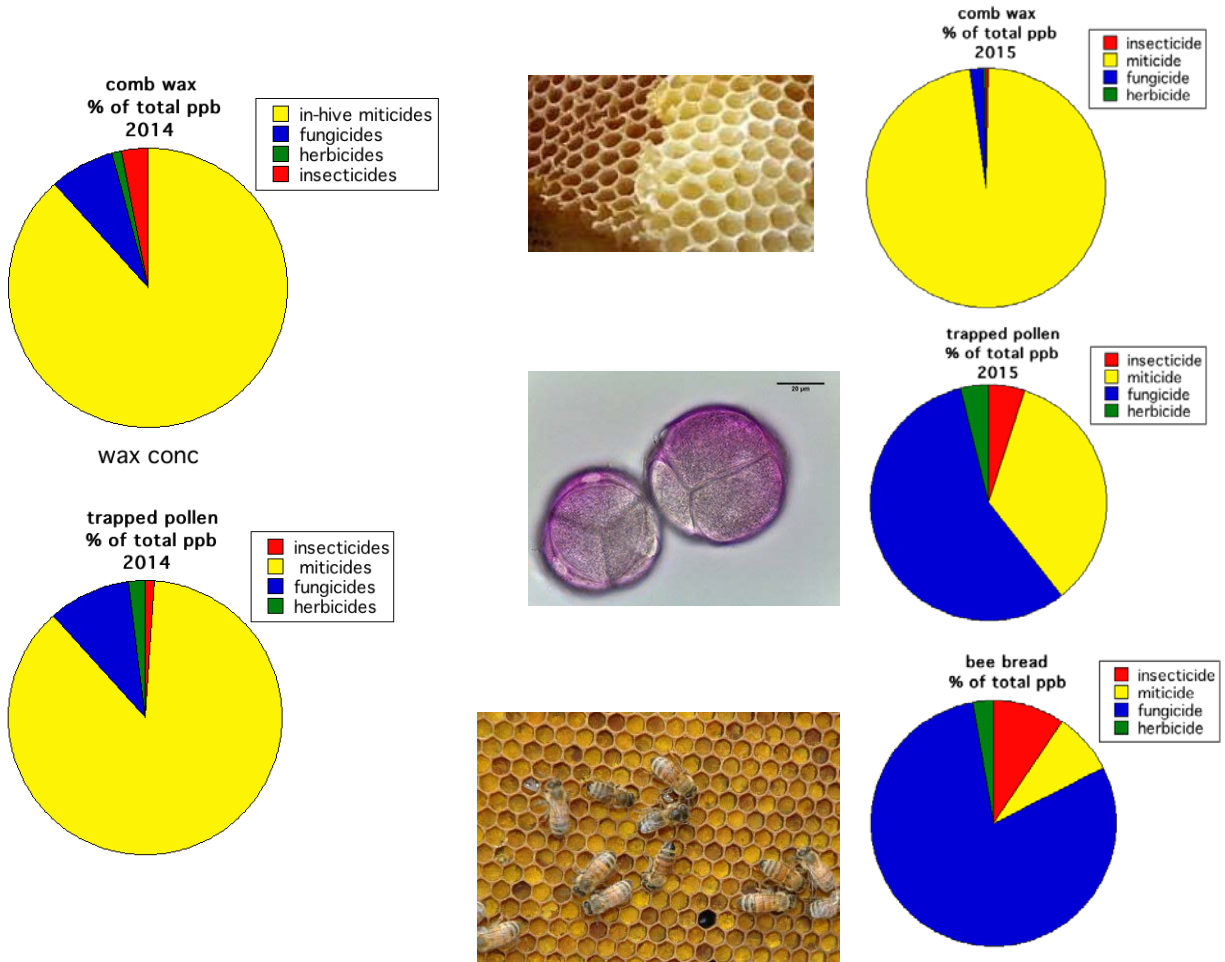 comb wax
% of total ppb
2014
in-hive miticides
fungicides
herbicides
insecticides
wax conc
trapped pollen
% of total ppb
2014
insecticides
miticides
fungicides
herbicides
20 µm
comb wax
% of total ppb
2015
insecticide
miticide
fungicide
herbicide
trapped pollen
% of total ppb
2015
insecticide
miticide
fungicide
herbicide
bee bread
% of total ppb
insecticide
miticide
fungicide
herbicide